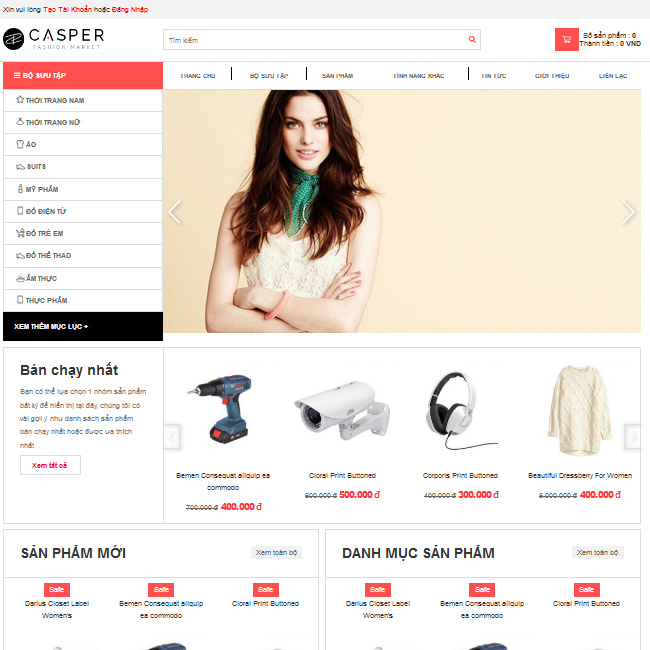 Xin vui lòng Tạo Tài Khoản hoặc Đăng Nhập
CASPER
FASHION MARKET
Tìm kiếm
Số sản phẩm : 0
Thành tiền : 0 VND
BỘ SƯU TẬP
TRANG CHỦ
BỘ SƯU TẬP
SẢN PHẨM
TÍNH NĂNG KHÁC
TIN TỨC
GIỚI THIỆU
LIÊN LẠC
THỜI TRANG NAM
THỜI TRANG NỮ
ÁO
SUITS
MỸ PHẨM
ĐỒ ĐIỆN TỬ
ĐỒ TRẺ EM
ĐỒ THỂ THAO
ẨM THỰC
THỰC PHẨM
XEM THÊM MỤC LỤC +
Bán chạy nhất
Bạn có thể lựa chọn 1 nhóm sản phẩm
bất kỳ để hiển thị tại đây, chúng tôi có
vài gợi ý như danh sách sản phẩm
bán chạy nhất hoặc được ưa thích
nhất
Xem tất cả
Bemen Consequat aliquip ea
commodo
700.000 đ 400.000 đ
Cloral Print Buttoned
600.000 đ 500.000 đ
Corporis Print Buttoned
400.000 đ 300.000 đ
Beautiful Dressberry For Women
5.000.000 đ 400.000 đ
SẢN PHẨM MỚI
Xem toàn bộ
DANH MỤC SẢN PHẨM
Xem toàn bộ
Safe
Safe
Safe
Darius Closet Label
Women's
Bemen Consequat aliquip
ea commodo
Cloral Print Buttoned
Safe
Safe
Safe
Darius Closet Label
Women's
Bemen Consequat aliquip
ea commodo
Cloral Print Buttoned